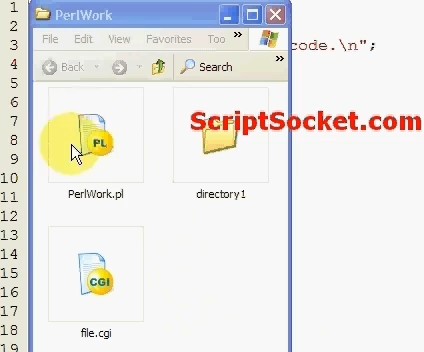 1
2
3
4
5
6
7
8
9
10
11
12
13
14
15
16
17
18
19
PerlWork
File Edit View Favorites Too »
Back Search »
code.\n";
ScriptSocket.com
PL
PerlWork.pl
directory1
CGI
file.cgi